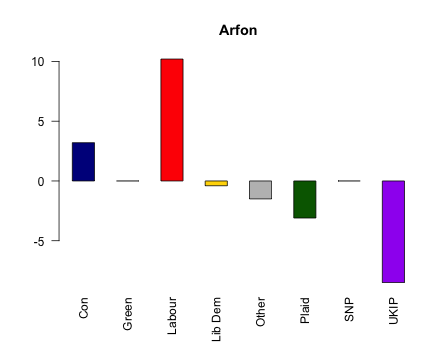 Arfon
10
5
0
-5
Con
Green
Labour
Lib Dem
Other
Plaid
SNP
UKIP